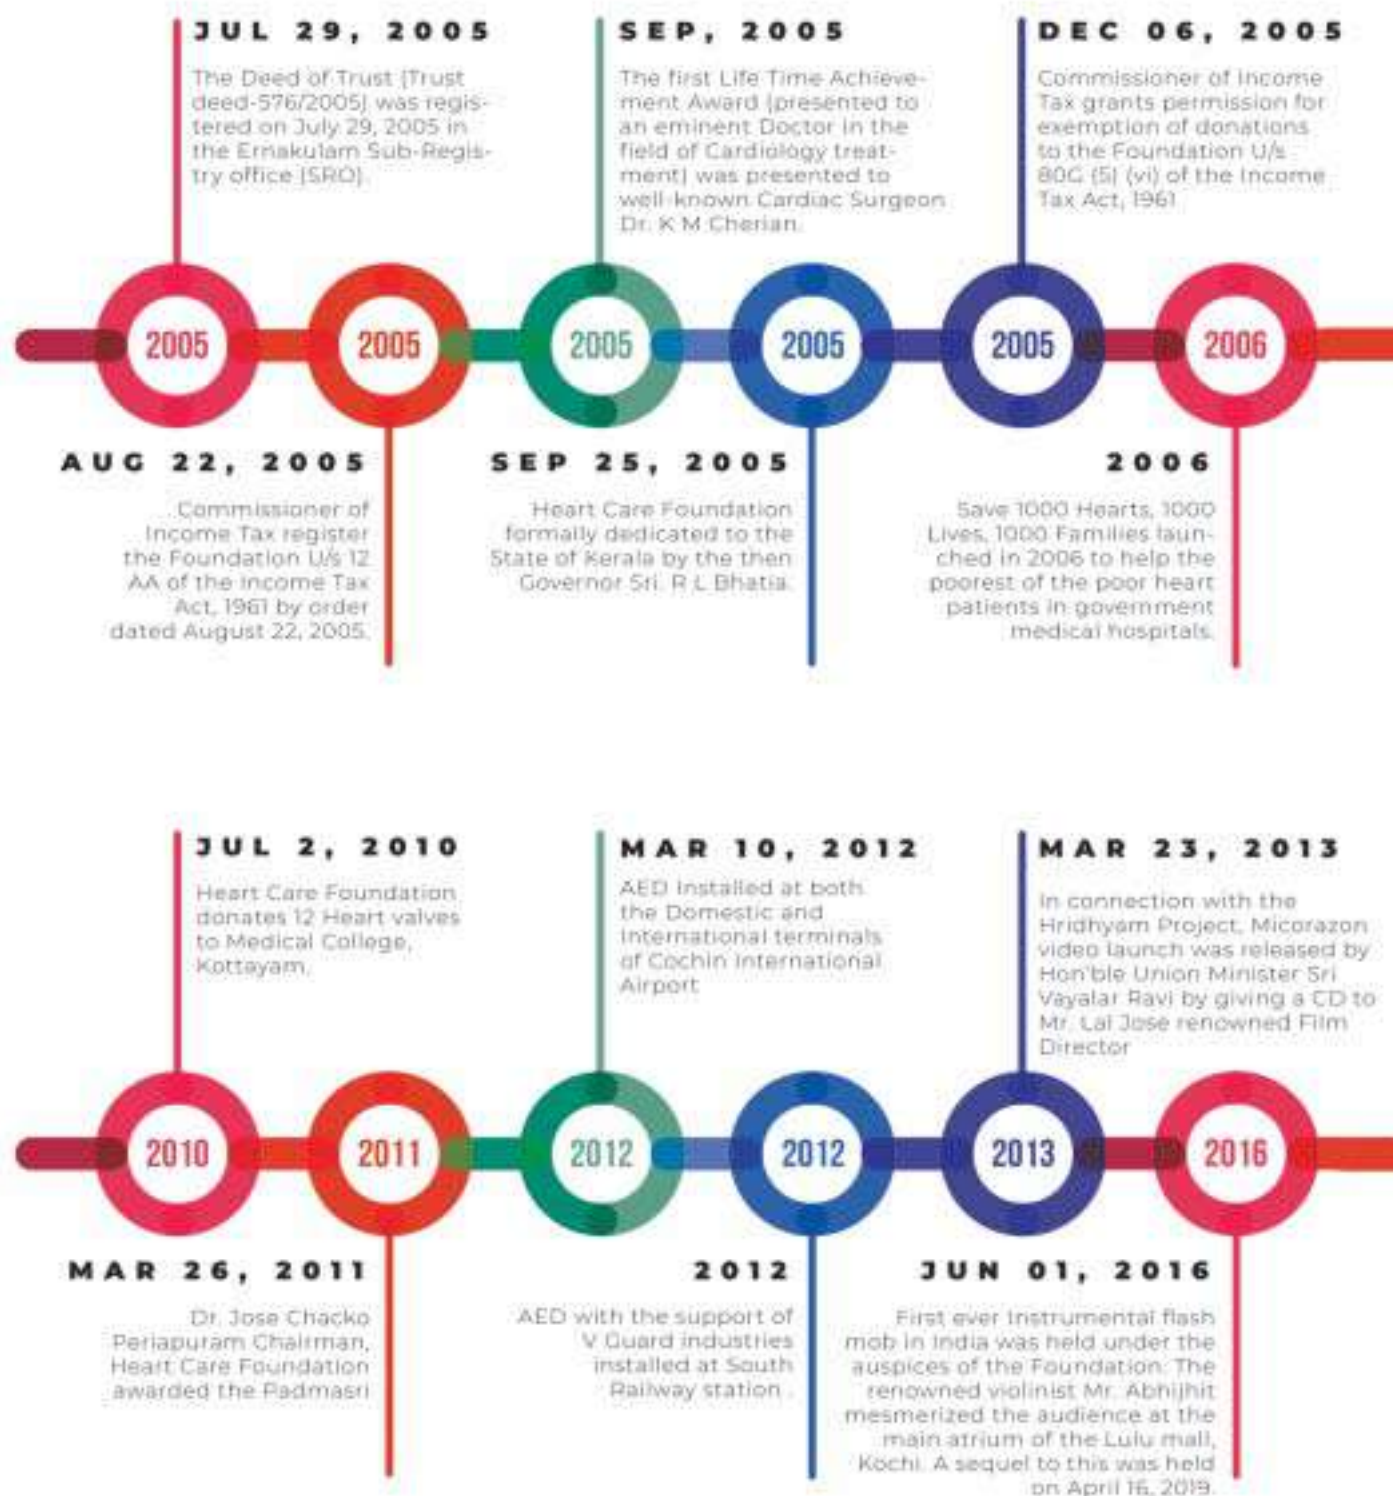 JUL 29, 2005
The Deed of Trust (Trust
deed-576/2005) was regis-
tered on July 29, 2005 in
the Ernakulam Sub-Regis-
try office (SRO).
SEP, 2005
The first Life Time Achieve-
ment Award (presented to
an eminent Doctor in the
field of Cardiology treat-
ment) was presented to
well-known Cardiac Surgeon
Dr. K M Cherian.
DEC 06, 2005
Commissioner of Income
Tax grants permission for
exemption of donations
to the Foundation U/s
80G (5) (vi) of the Income
Tax Act, 1961
2005
2005
2005
2005
2005
2006
AUG 22, 2005
Commissioner of
Income Tax register
the Foundation U/s 12
AA of the Income Tax
Act, 1961 by order
dated August 22, 2005.
SEP 25, 2005
Heart Care Foundation
formally dedicated to the
State of Kerala by the then
Governor Sri. R L Bhatia.
2006
Save 1000 Hearts, 1000
Lives, 1000 Families laun-
ched in 2006 to help the
poorest of the poor heart
patients in government
medical hospitals.
JUL 2, 2010
Heart Care Foundation
donates 12 Heart valves
to Medical College,
Kottayam.
MAR 10, 2012
AED Installed at both
the Domestic and
International terminals
of Cochin International
Airport
MAR 23, 2013
In connection with the
Hridhyam Project, Micorazon
video launch was released by
Hon'ble Union Minister Sri
Vayalar Ravi by giving a CD to
Mr. Lal Jose renowned Film
Director
2010
2011
2012
2012
2013
2016
MAR 26, 2011
Dr. Jose Chacko
Periapuram Chairman,
Heart Care Foundation
awarded the Padmasri
2012
AED with the support of
V Guard industries
installed at South
Railway station .
JUN 01, 2016
First ever Instrumental flash
mob in India was held under the
auspices of the Foundation. The
renowned violinist Mr. Abhijhit
mesmerized the audience at the
main atrium of the Lulu mall,
Kochi. A sequel to this was held
on April 16, 2019.